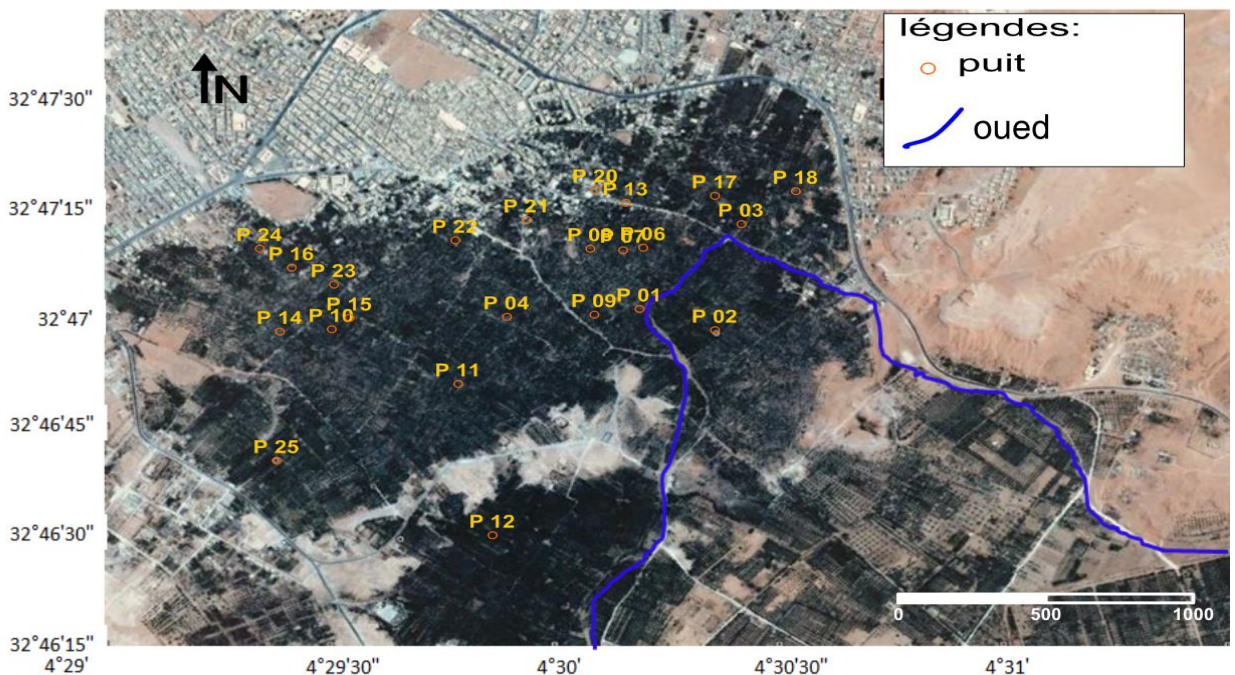 légendes:
puit
oued
N
32°47'30"
32°47'15"
32°47'
32°46'45"
32°46'30"
32°46'15"
4°29'
4°29'30"
4°30'
4°30'30"
4°31'
P 20
P 13
P 17
P 18
P 03
P 21
P 22
P 07
P 06
P 24
P 16
P 23
P 15
P 14
P 10
P 04
P 09
P 01
P 02
P 11
P 25
P 12
0
500
1000